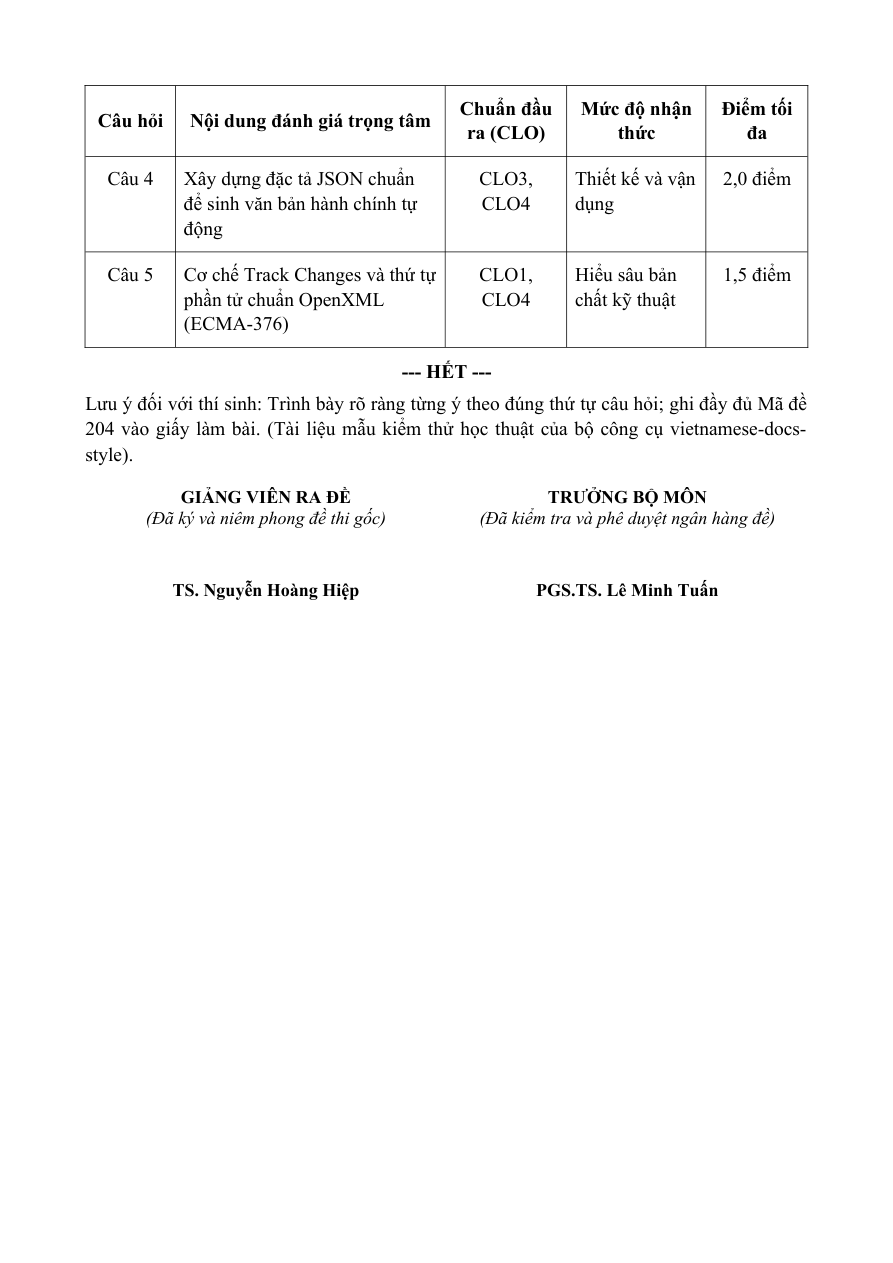 Câu hỏi
Nội dung đánh giá trọng tâm
Chuẩn đầu
ra (CLO)
Mức độ nhận
thức
Điểm tối
đa
Câu 4
Xây dựng đặc tả JSON chuẩn
để sinh văn bản hành chính tự
động
CLO3,
CLO4
Thiết kế và vận
dụng
2,0 điểm
Câu 5
Cơ chế Track Changes và thứ tự
phần tử chuẩn OpenXML
(ECMA-376)
CLO1,
CLO4
Hiểu sâu bản
chất kỹ thuật
1,5 điểm
--- HẾT ---
Lưu ý đối với thí sinh: Trình bày rõ ràng từng ý theo đúng thứ tự câu hỏi; ghi đầy đủ Mã đề
204 vào giấy làm bài. (Tài liệu mẫu kiểm thử học thuật của bộ công cụ vietnamese-docs-
style).
GIẢNG VIÊN RA ĐỀ
(Đã ký và niêm phong đề thi gốc)
TS. Nguyễn Hoàng Hiệp
TRƯỞNG BỘ MÔN
(Đã kiểm tra và phê duyệt ngân hàng đề)
PGS.TS. Lê Minh Tuấn